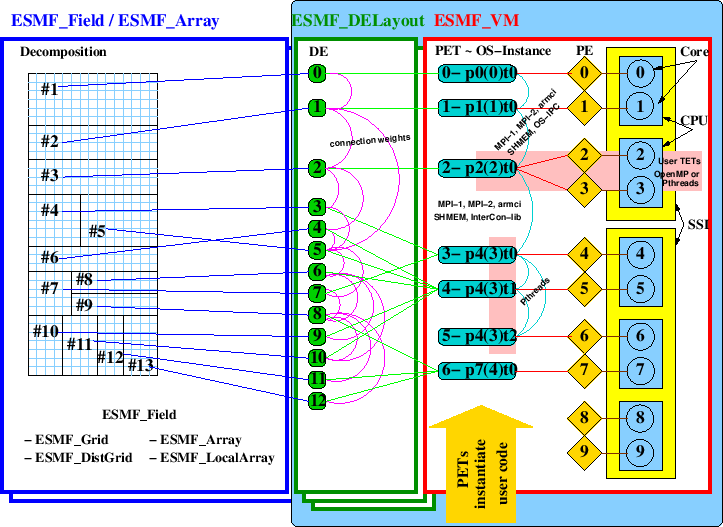 ESMF_Field / ESMF_Array
ESMF_DELayout
ESMF_VM
Decomposition
DE
PET ~ OS-Instance
PE
Core
#1
#2
#3
#4
#5
#6
#7
#8
#9
#10
#11
#12
#13
0
1
2
3
4
5
6
7
8
9
10
11
12
connection weights
0- p0(0)t0
1- p1(1)t0
2- p2(2)t0
3- p4(3)t0
4- p4(3)t1
5- p4(3)t2
6- p7(4)t0
MPI-1, MPI-2, armci
SHMEM, OS-IPC
MPI-1, MPI-2, armci
SHMEM, InterCon-lib
Pthreads
0
1
2
3
4
5
6
7
8
9
0
1
2
3
4
5
6
7
8
9
CPU
User TETs
OpenMP or
Pthreads
SSI
ESMF_Field
- ESMF_Grid
- ESMF_Array
- ESMF_DistGrid
- ESMF_LocalArray
PETs
instantiate
user code